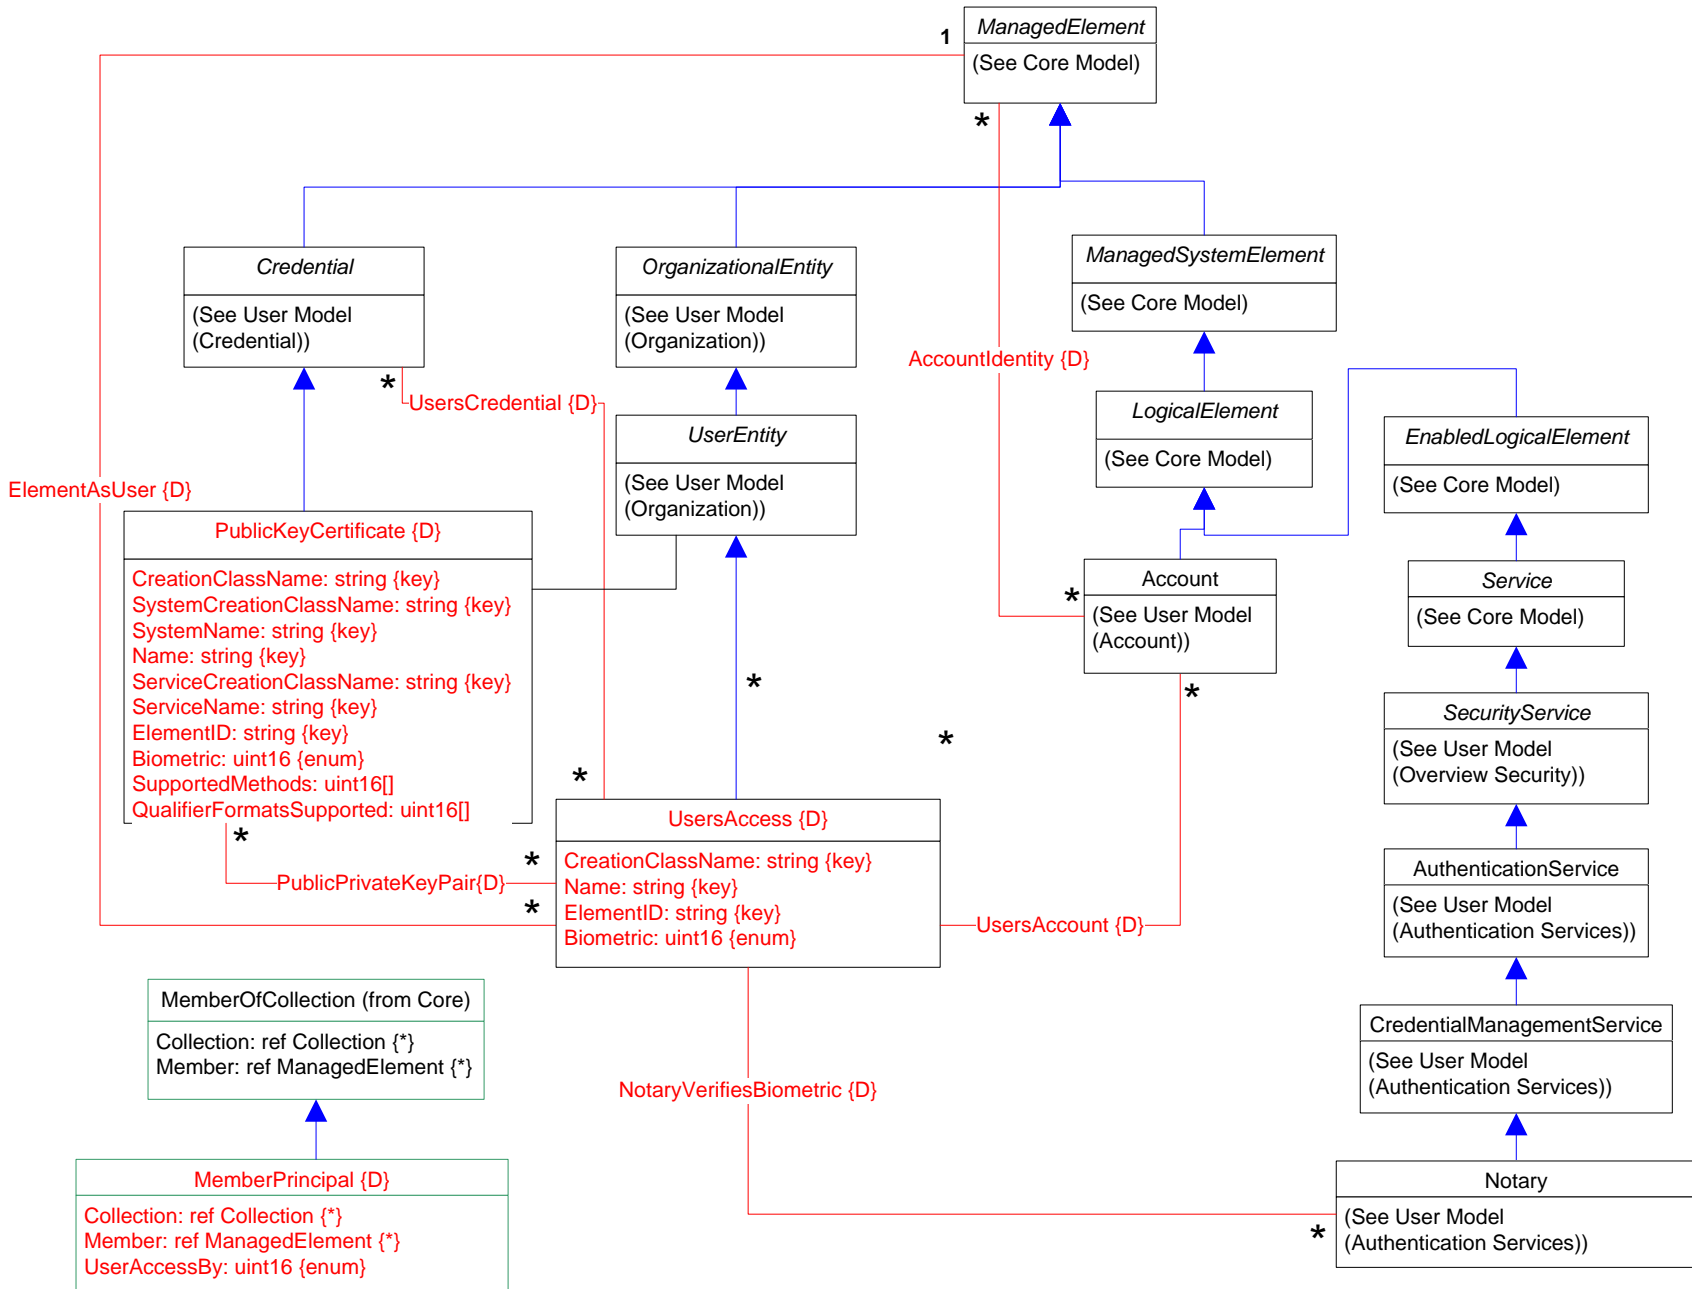 ManagedElement
(See Core Model)
1
*
Credential
(See User Model
(Credential))
*
OrganizationalEntity
(See User Model
(Organization))
ManagedSystemElement
(See Core Model)
AccountIdentity {D}
UsersCredential {D}
UserEntity
(See User Model
(Organization))
LogicalElement
(See Core Model)
EnabledLogicalElement
(See Core Model)
ElementAsUser {D}
PublicKeyCertificate {D}
CreationClassName: string {key}
SystemCreationClassName: string {key}
SystemName: string {key}
Name: string {key}
ServiceCreationClassName: string {key}
ServiceName: string {key}
ElementID: string {key}
Biometric: uint16 {enum}
SupportedMethods: uint16[]
QualifierFormatsSupported: uint16[]
*
Account
(See User Model
(Account))
*
*
Service
(See Core Model)
*
*
*
SecurityService
(See User Model
(Overview Security))
UsersAccess {D}
CreationClassName: string {key}
Name: string {key}
ElementID: string {key}
Biometric: uint16 {enum}
*
*
PublicPrivateKeyPair{D}
UsersAccount {D}
AuthenticationService
(See User Model
(Authentication Services))
MemberOfCollection (from Core)
Collection: ref Collection {*}
Member: ref ManagedElement {*}
CredentialManagementService
(See User Model
(Authentication Services))
NotaryVerifiesBiometric {D}
MemberPrincipal {D}
Collection: ref Collection {*}
Member: ref ManagedElement {*}
UserAccessBy: uint16 {enum}
Notary
(See User Model
(Authentication Services))
*